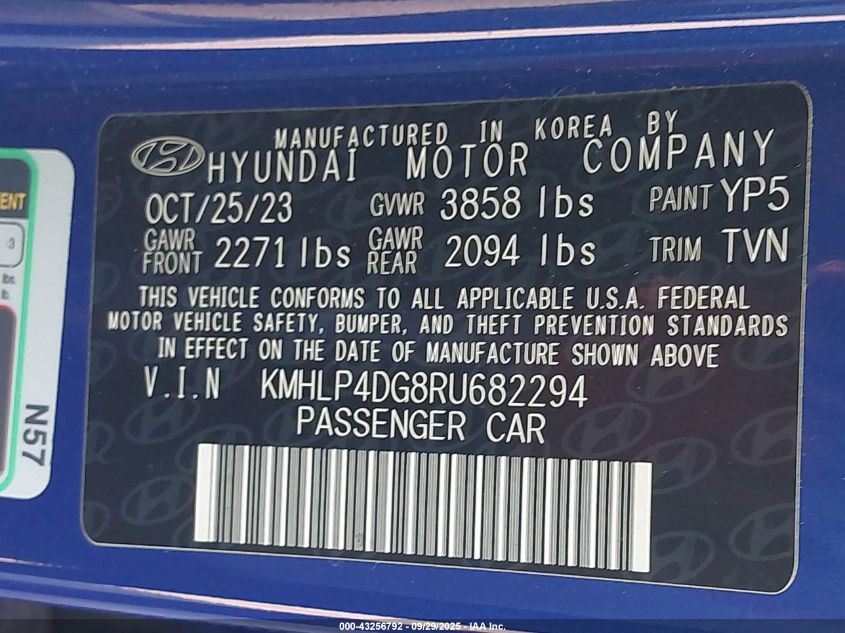 MANUFACTURED IN KOREA BY
HYUNDAI MOTOR COMPANY
OCT/25/23 GVWR 3858 lbs PAINT YP5
GAWR FRONT 2271 lbs GAWR REAR 2094 lbs TRIM TVN
THIS VEHICLE CONFORMS TO ALL APPLICABLE U.S.A. FEDERAL
MOTOR VEHICLE SAFETY, BUMPER, AND THEFT PREVENTION STANDARDS
IN EFFECT ON THE DATE OF MANUFACTURE SHOWN ABOVE
V.I.N KMHLP4DG8RU682294
PASSENGER CAR
3
lbs.
N57
000-43256792 - 09/29/2025 - IAA Inc.